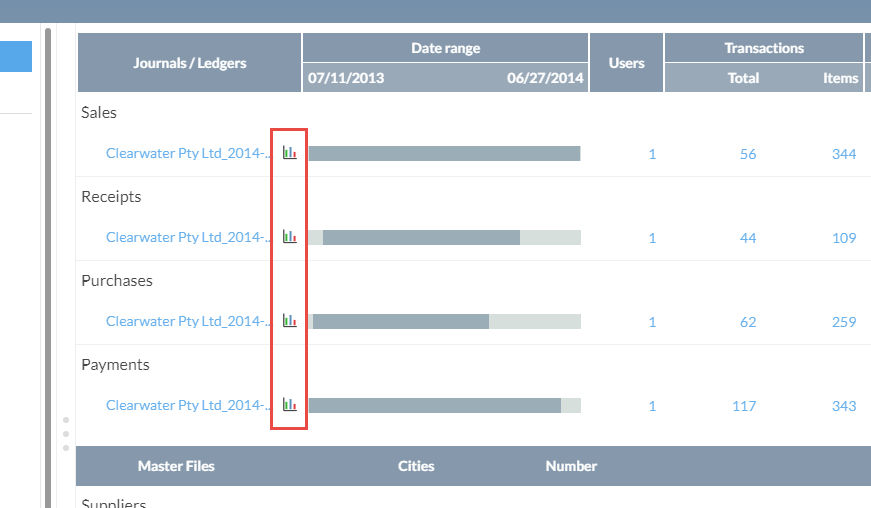 Journals / Ledgers
Date range
Users
Transactions
07/11/2013
06/27/2014
Total
Items
Sales
Clearwater Pty Ltd_2014-..
1
56
344
Receipts
Clearwater Pty Ltd_2014-..
1
44
109
Purchases
Clearwater Pty Ltd_2014-..
1
62
259
Payments
Clearwater Pty Ltd_2014-..
1
117
343
Master Files
Cities
Number
Suppliers